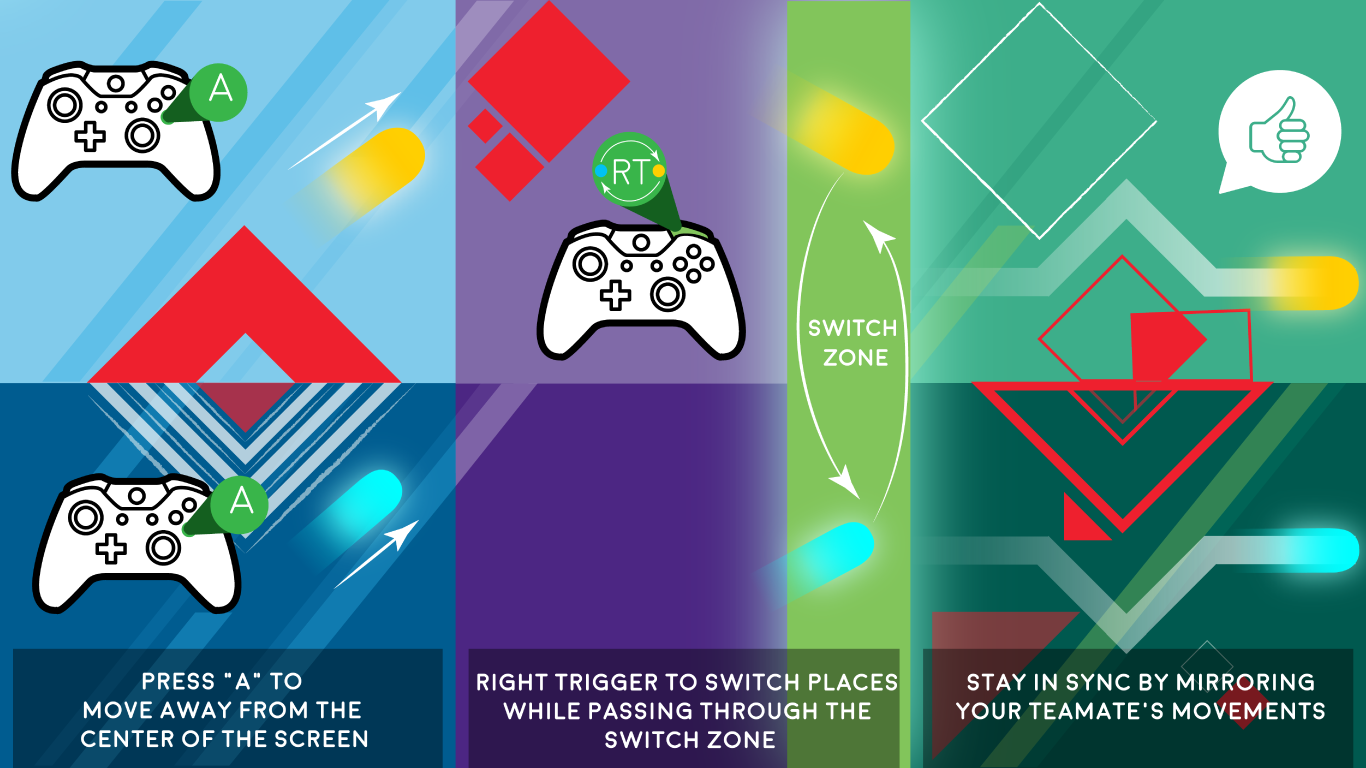 A
RT
SWITCH
ZONE
A
PRESS "A" TO
MOVE AWAY FROM THE
CENTER OF THE SCREEN
RIGHT TRIGGER TO SWITCH PLACES
WHILE PASSING THROUGH THE
SWITCH ZONE
STAY IN SYNC BY MIRRORING
YOUR TEAMATE'S MOVEMENTS